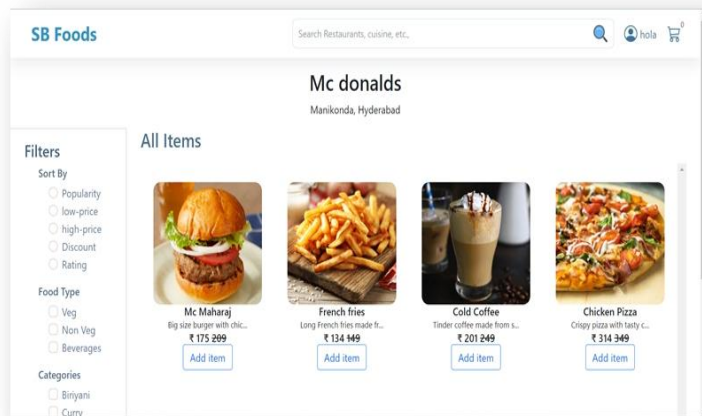 SB Foods
Search Restaurants, cuisine, etc.,
hola
0
Mc donalds
Manikonda, Hyderabad
Filters
Sort By
Popularity
low-price
high-price
Discount
Rating
Food Type
Veg
Non Veg
Beverages
Categories
Biriyani
Curry
All Items
Mc Maharaj
Big size burger with chic...
₹ 175 209
Add item
French fries
Long French fries made fr...
₹ 134 149
Add item
Cold Coffee
Tinder coffee made from s...
₹ 201 249
Add item
Chicken Pizza
Crispy pizza with tasty c...
₹ 314 349
Add item